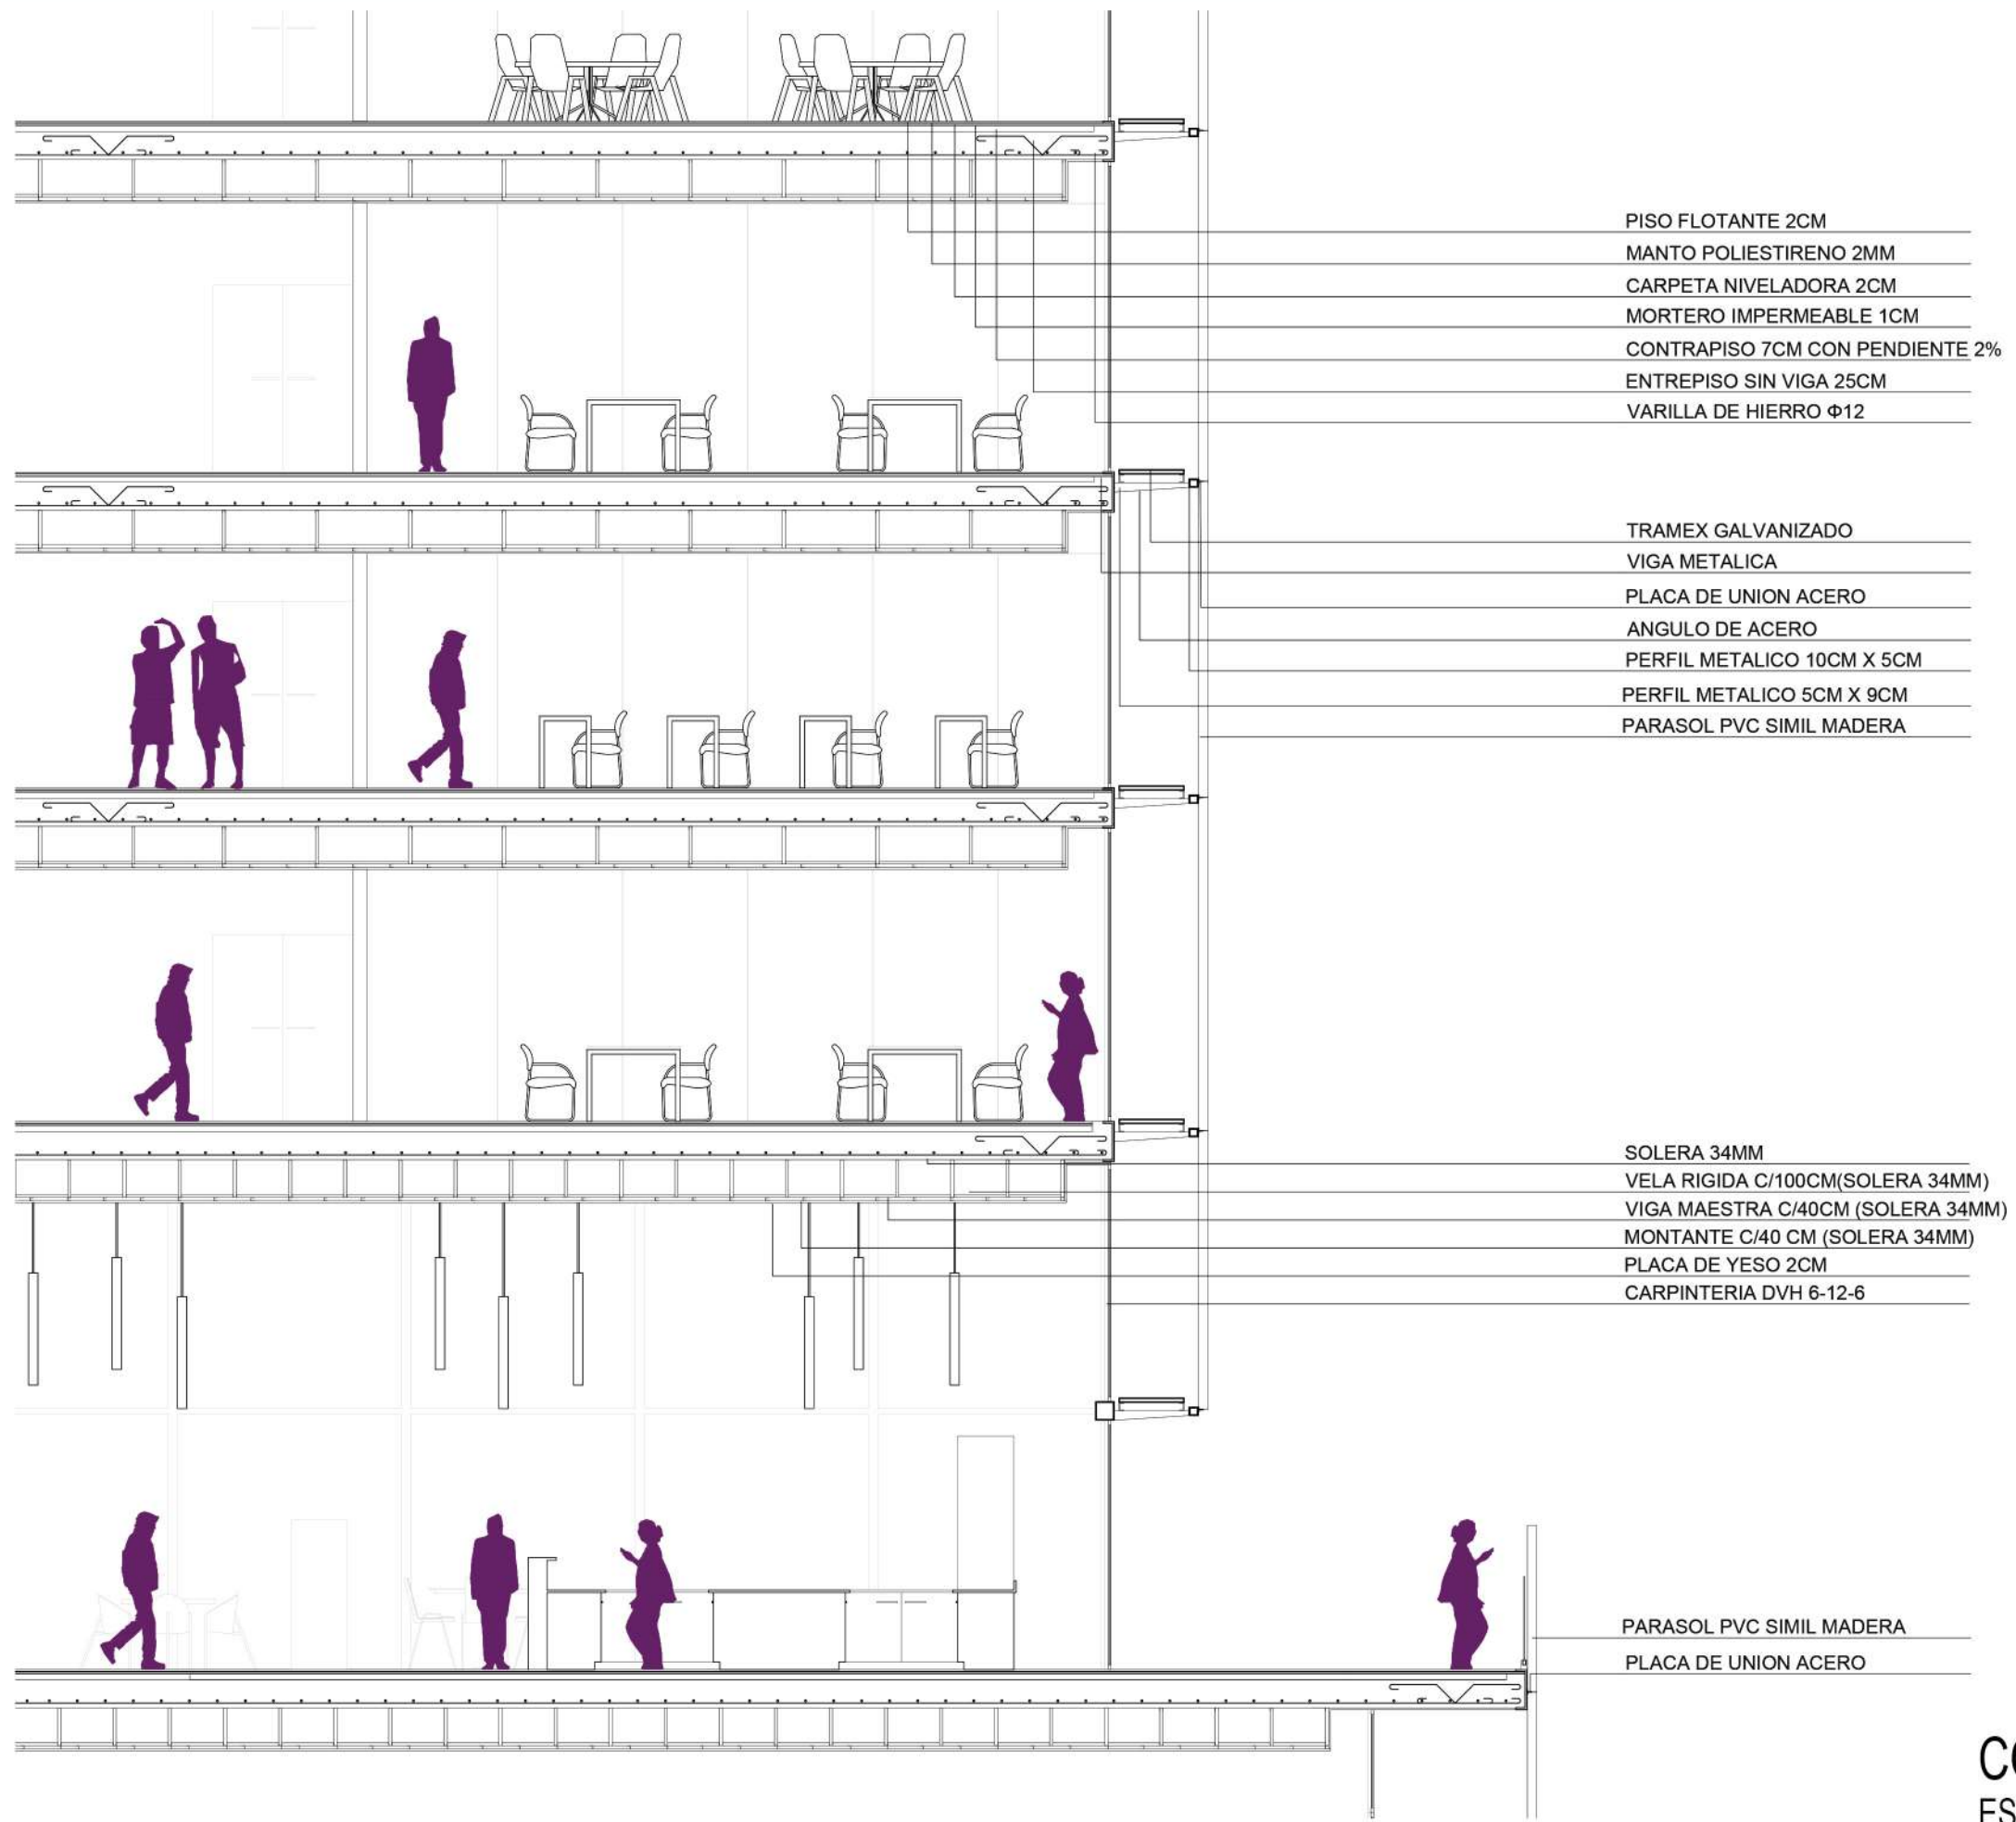 PISO FLOTANTE 2CM
MANTO POLIESTIRENO 2MM
CARPETA NIVELADORA 2CM
MORTERO IMPERMEABLE 1CM
CONTRAPISO 7CM CON PENDIENTE 2%
ENTREPISO SIN VIGA 25CM
VARILLA DE HIERRO Φ12
TRAMEX GALVANIZADO
VIGA METALICA
PLACA DE UNION ACERO
ANGULO DE ACERO
PERFIL METALICO 10CM X 5CM
PERFIL METALICO 5CM X 9CM
PARASOL PVC SIMIL MADERA
SOLERA 34MM
VELA RIGIDA C/100CM(SOLERA 34MM)
VIGA MAESTRA C/40CM (SOLERA 34MM)
MONTANTE C/40 CM (SOLERA 34MM)
PLACA DE YESO 2CM
CARPINTERIA DVH 6-12-6
PARASOL PVC SIMIL MADERA
PLACA DE UNION ACERO